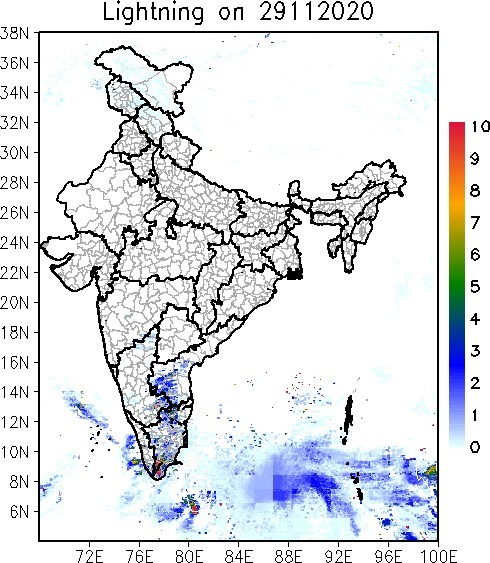 Lightning on 29112020
38N
36N
34N
32N
30N
28N
26N
24N
22N
20N
18N
16N
14N
12N
10N
8N
6N
72E 76E 80E 84E 88E 92E 96E 100E
10
9
8
7
6
5
4
3
2
1
0